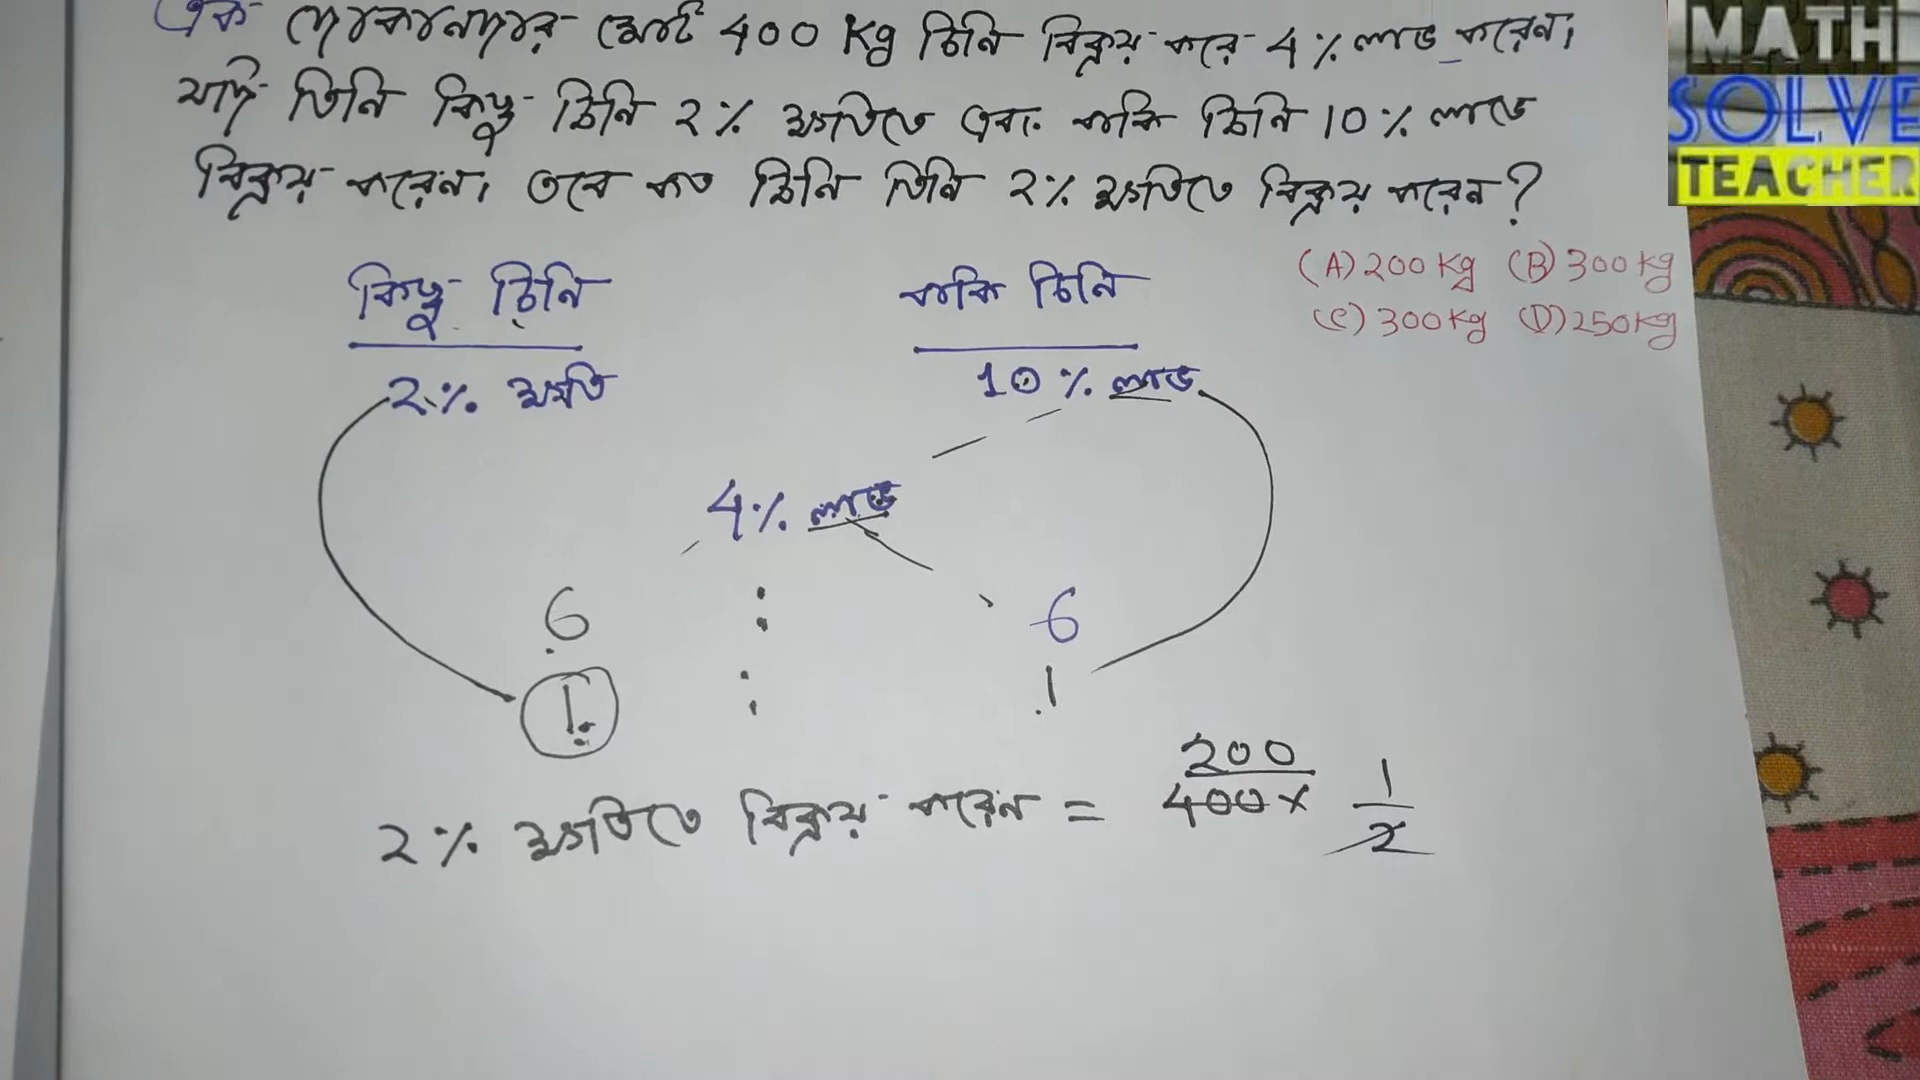 এক দোকানদার মোট 400 Kg চিনি বিক্রয় করে 4% লাভ করেন।
যদি তিনি কিছু চিনি 2% ক্ষতিতে এবং বাকি চিনি 10% লাভে
বিক্রয় করেন। তবে কত চিনি তিনি 2% ক্ষতিতে বিক্রয় করেন?
MATH
SOLVE
TEACHER
(A) 200 Kg (B) 300 Kg
(C) 300 Kg (D) 250 Kg
কিছু চিনি বাকি চিনি
2% ক্ষতি 10% লাভ
4% লাভ
6 : 6
1 : 1
200
2% ক্ষতিতে বিক্রয় করেন = 400 × 1/2